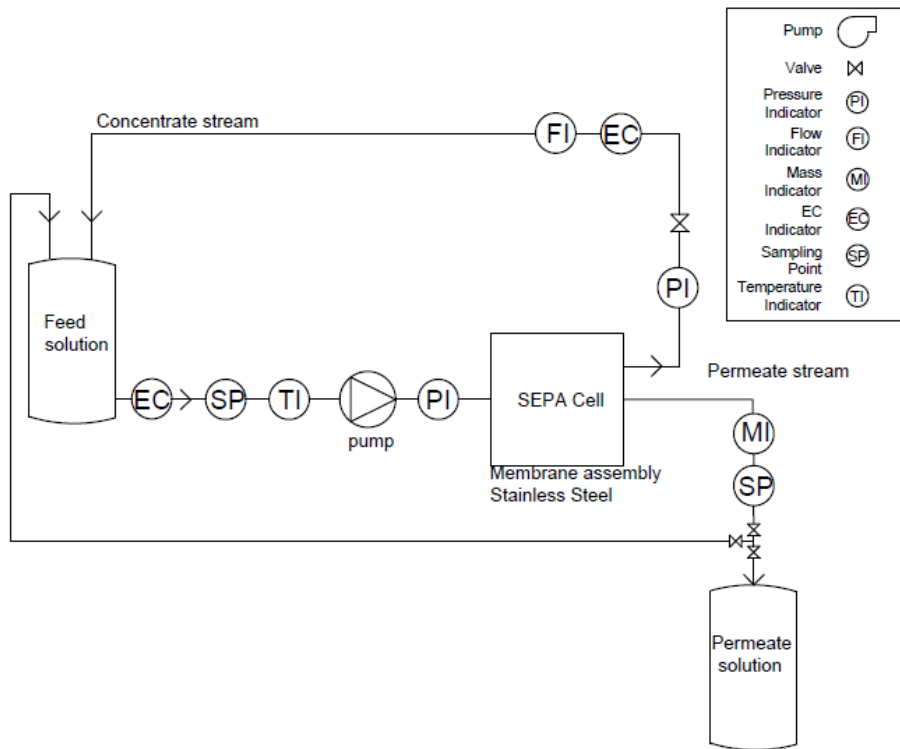 Pump
Valve
Pressure
Indicator
PI
Flow
Indicator
FI
Mass
Indicator
MI
EC
Indicator
EC
Sampling
Point
SP
Temperature
Indicator
TI
Concentrate stream
FI
EC
PI
Feed
solution
EC
SP
TI
pump
PI
SEPA Cell
Membrane assembly
Stainless Steel
Permeate stream
MI
SP
Permeate
solution